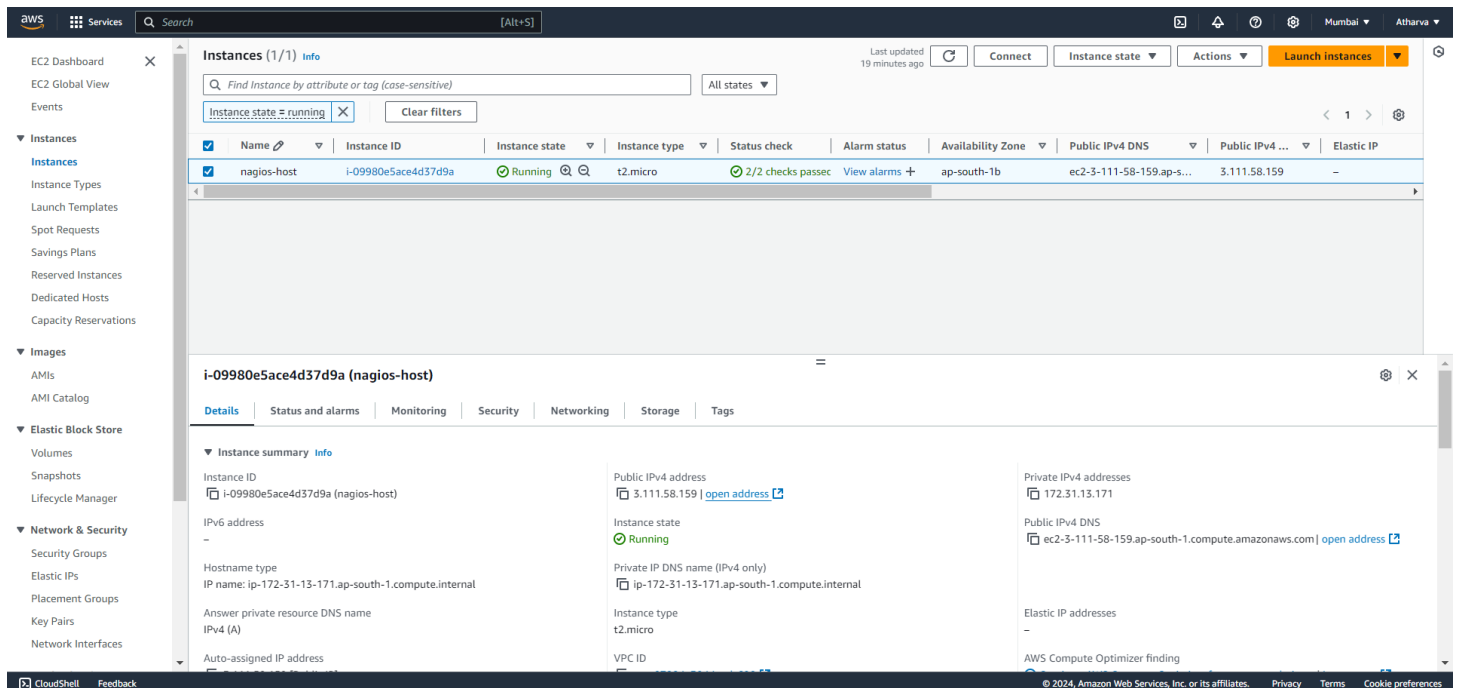 aws Services Search [Alt+S] Mumbai Atharva
EC2 Dashboard
EC2 Global View
Events
Instances
Instances
Instance Types
Launch Templates
Spot Requests
Savings Plans
Reserved Instances
Dedicated Hosts
Capacity Reservations
Images
AMIs
AMI Catalog
Elastic Block Store
Volumes
Snapshots
Lifecycle Manager
Network & Security
Security Groups
Elastic IPs
Placement Groups
Key Pairs
Network Interfaces
Instances (1/1) Info
Last updated
19 minutes ago
Connect Instance state Actions Launch instances
Find Instance by attribute or tag (case-sensitive) All states
Instance state = running Clear filters
1
Name Instance ID Instance state Instance type Status check Alarm status Availability Zone Public IPv4 DNS Public IPv4 ... Elastic IP
nagios-host i-09980e5ace4d37d9a Running t2.micro 2/2 checks passec View alarms + ap-south-1b ec2-3-111-58-159.ap-s... 3.111.58.159 –
i-09980e5ace4d37d9a (nagios-host)
Details Status and alarms Monitoring Security Networking Storage Tags
Instance summary Info
Instance ID
i-09980e5ace4d37d9a (nagios-host)
Public IPv4 address
3.111.58.159 | open address
Private IPv4 addresses
172.31.13.171
IPv6 address
–
Instance state
Running
Public IPv4 DNS
ec2-3-111-58-159.ap-south-1.compute.amazonaws.com | open address
Hostname type
IP name: ip-172-31-13-171.ap-south-1.compute.internal
Private IP DNS name (IPv4 only)
ip-172-31-13-171.ap-south-1.compute.internal
Answer private resource DNS name
IPv4 (A)
Instance type
t2.micro
Elastic IP addresses
–
Auto-assigned IP address
VPC ID
AWS Compute Optimizer finding
CloudShell Feedback © 2024, Amazon Web Services, Inc. or its affiliates. Privacy Terms Cookie preferences